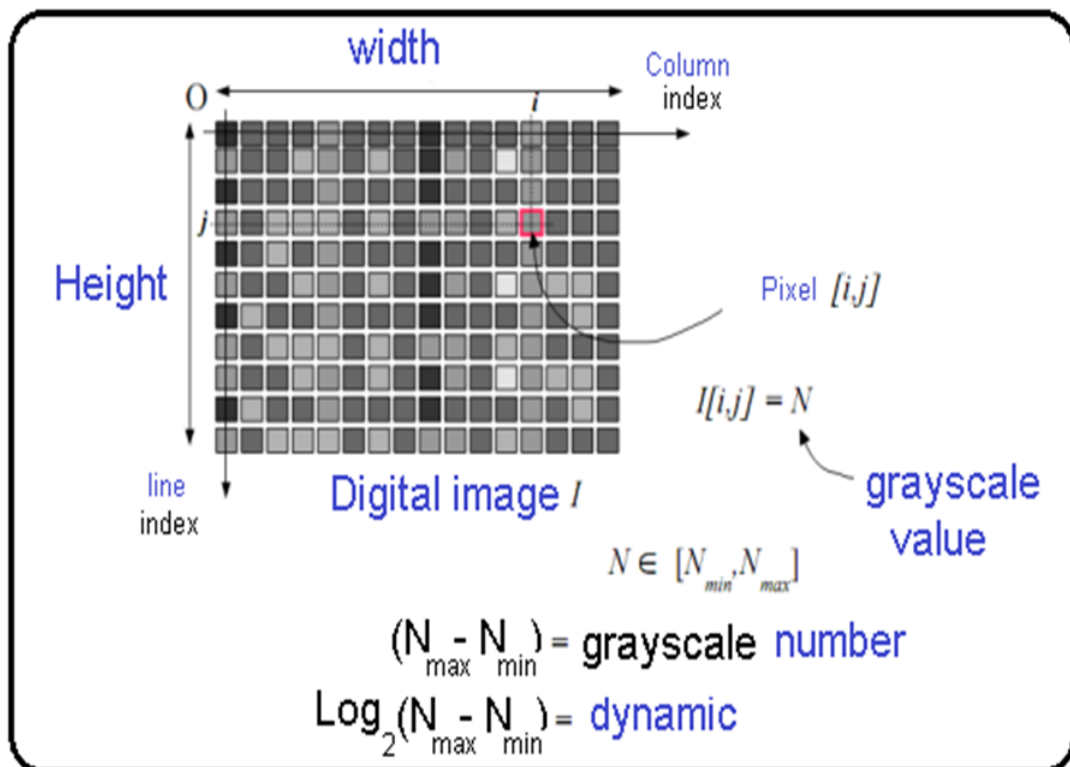 width
Column
index
O
i
j
Height
Pixel [i,j]
I[i,j] = N
line
index
Digital image I
grayscale
value
N ∈ [Nmin,Nmax]
(Nmax - Nmin) = grayscale number
Log2(Nmax - Nmin) = dynamic